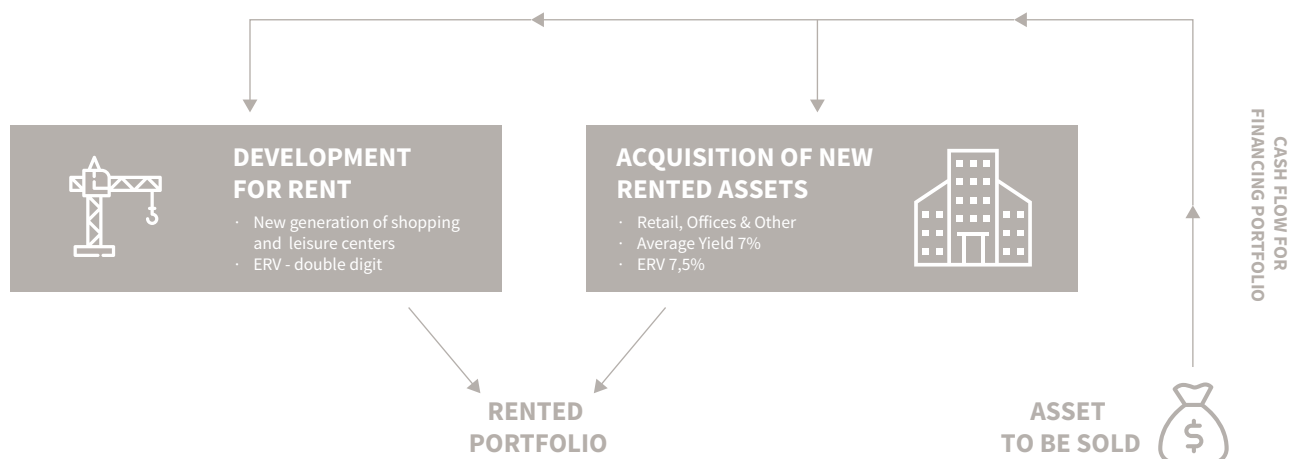 DEVELOPMENT
FOR RENT
· New generation of shopping
and leisure centers
· ERV - double digit
ACQUISITION OF NEW
RENTED ASSETS
· Retail, Offices & Other
· Average Yield 7%
· ERV 7,5%
CASH FLOW FOR
FINANCING PORTFOLIO
RENTED
PORTFOLIO
ASSET
TO BE SOLD
$